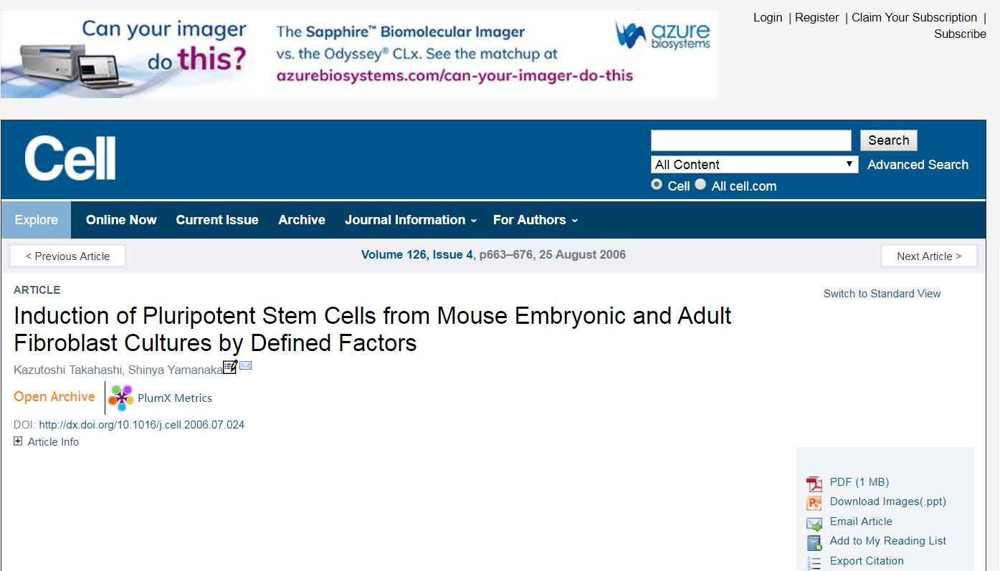 Can your imager
do this?
The Sapphire™ Biomolecular Imager
vs. the Odyssey® CLx. See the matchup at
azurebiosystems.com/can-your-imager-do-this
azure
biosystems
Login | Register | Claim Your Subscription |
Subscribe
Cell
Search
All Content
Advanced Search
Cell All cell.com
Explore Online Now Current Issue Archive Journal Information For Authors
< Previous Article
Volume 126, Issue 4, p663–676, 25 August 2006
Next Article >
ARTICLE
Switch to Standard View
Induction of Pluripotent Stem Cells from Mouse Embryonic and Adult
Fibroblast Cultures by Defined Factors
Kazutoshi Takahashi, Shinya Yamanaka
Open Archive
PlumX Metrics
DOI: http://dx.doi.org/10.1016/j.cell.2006.07.024
Article Info
PDF (1 MB)
Download Images(.ppt)
Email Article
Add to My Reading List
Export Citation